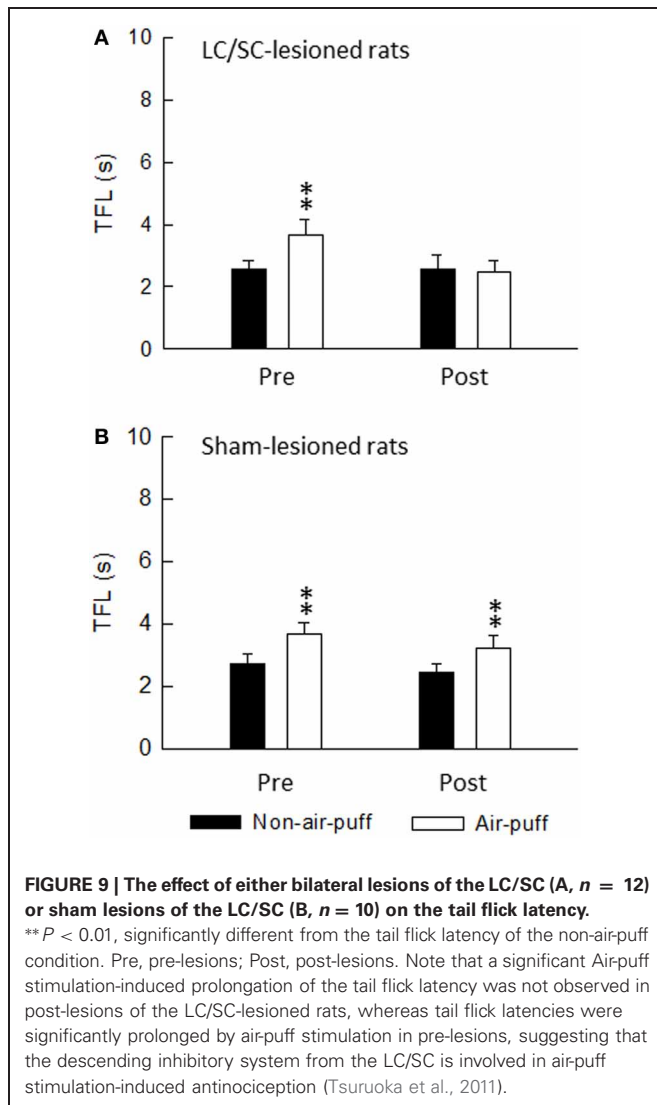 A
10
LC/SC-lesioned rats
8
6
TFL (s)
4
**
2
0
Pre
Post
B
10
Sham-lesioned rats
8
6
TFL (s)
4
**
**
2
0
Pre
Post
Non-air-puff
Air-puff
FIGURE 9 | The effect of either bilateral lesions of the LC/SC (A, n = 12)
or sham lesions of the LC/SC (B, n = 10) on the tail flick latency.
**P < 0.01, significantly different from the tail flick latency of the non-air-puff
condition. Pre, pre-lesions; Post, post-lesions. Note that a significant Air-puff
stimulation-induced prolongation of the tail flick latency was not observed in
post-lesions of the LC/SC-lesioned rats, whereas tail flick latencies were
significantly prolonged by air-puff stimulation in pre-lesions, suggesting that
the descending inhibitory system from the LC/SC is involved in air-puff
stimulation-induced antinociception (Tsuruoka et al., 2011).